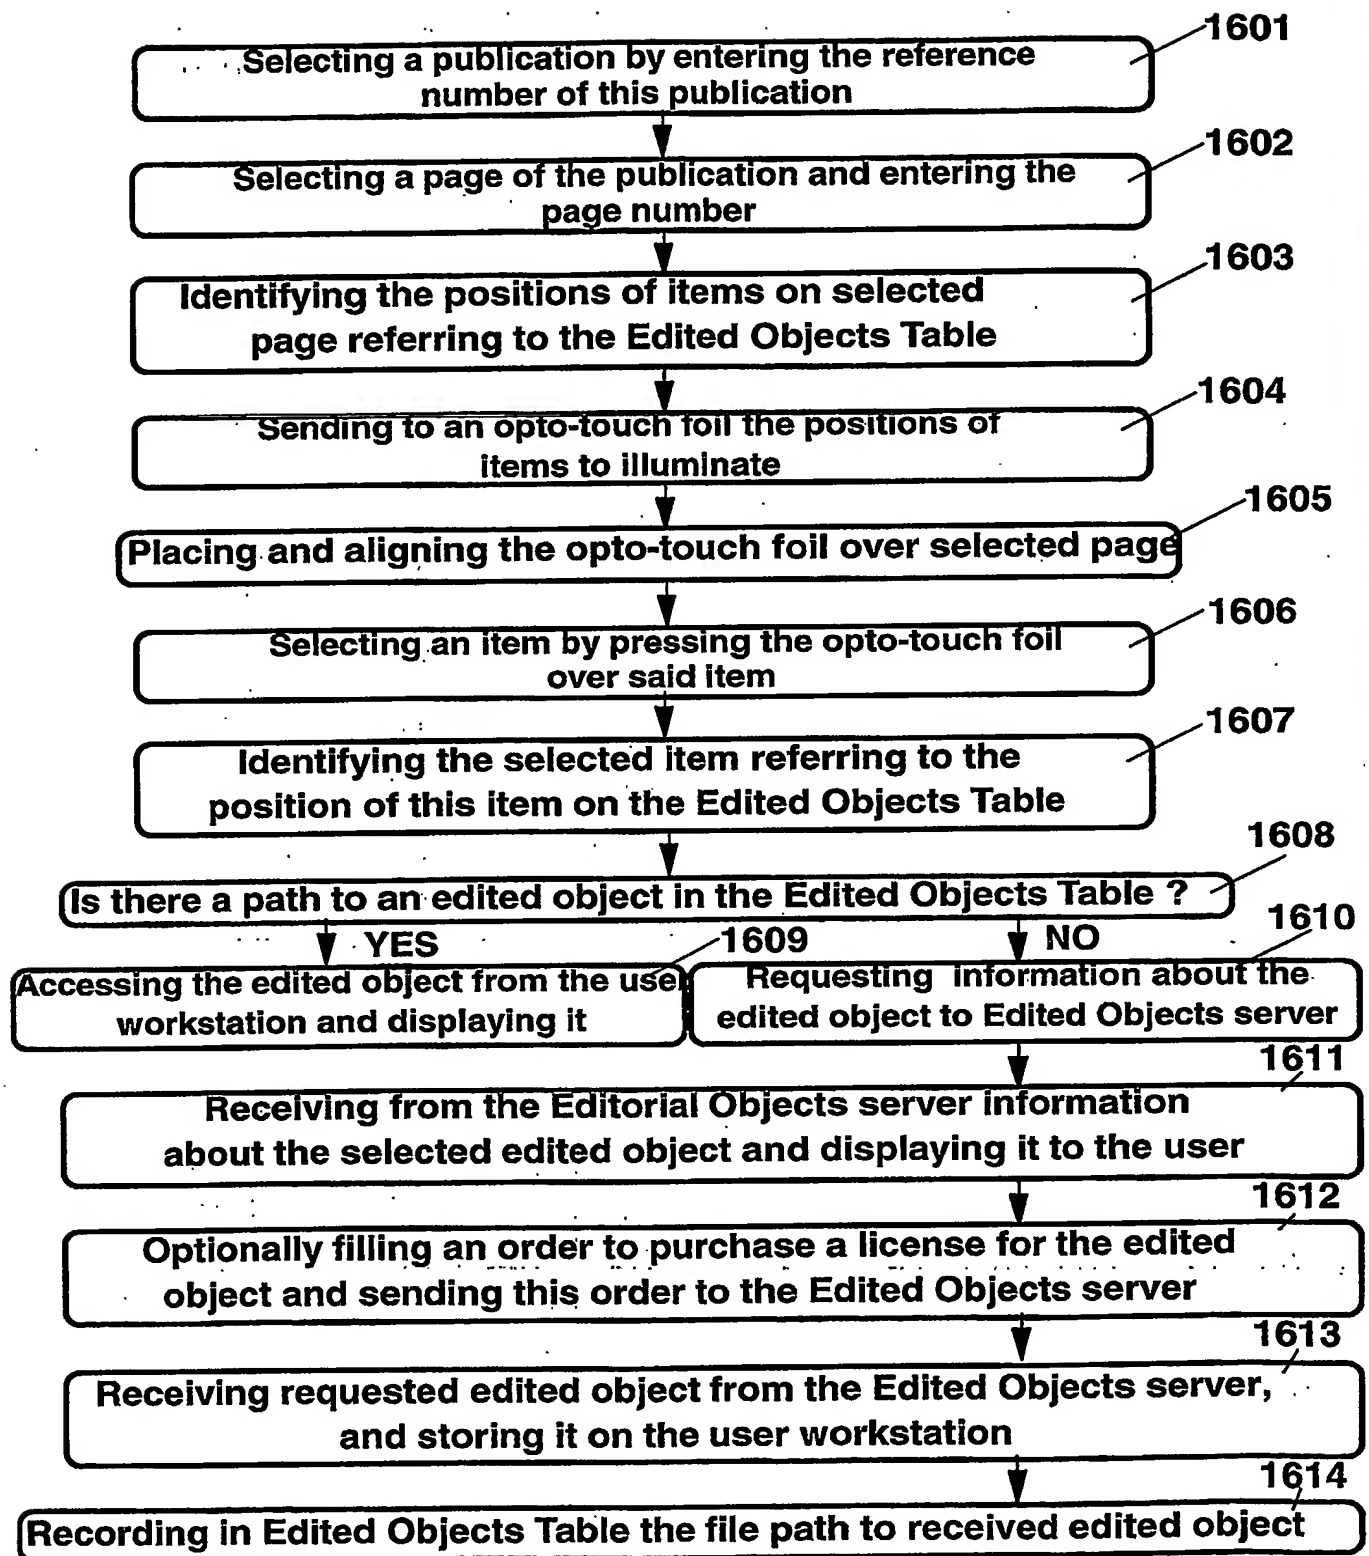 1601
Selecting a publication by entering the reference
number of this publication
1602
Selecting a page of the publication and entering the
page number
1603
Identifying the positions of items on selected
page referring to the Edited Objects Table
1604
Sending to an opto-touch foil the positions of
items to illuminate
1605
Placing and aligning the opto-touch foil over selected page
1606
Selecting an item by pressing the opto-touch foil
over said item
1607
Identifying the selected item referring to the
position of this item on the Edited Objects Table
1608
Is there a path to an edited object in the Edited Objects Table ?
YES
1609
NO
1610
Accessing the edited object from the user
workstation and displaying it
Requesting information about the
edited object to Edited Objects server
1611
Receiving from the Editorial Objects server information
about the selected edited object and displaying it to the user
1612
Optionally filling an order to purchase a license for the edited
object and sending this order to the Edited Objects server
1613
Receiving requested edited object from the Edited Objects server,
and storing it on the user workstation
1614
Recording in Edited Objects Table the file path to received edited object